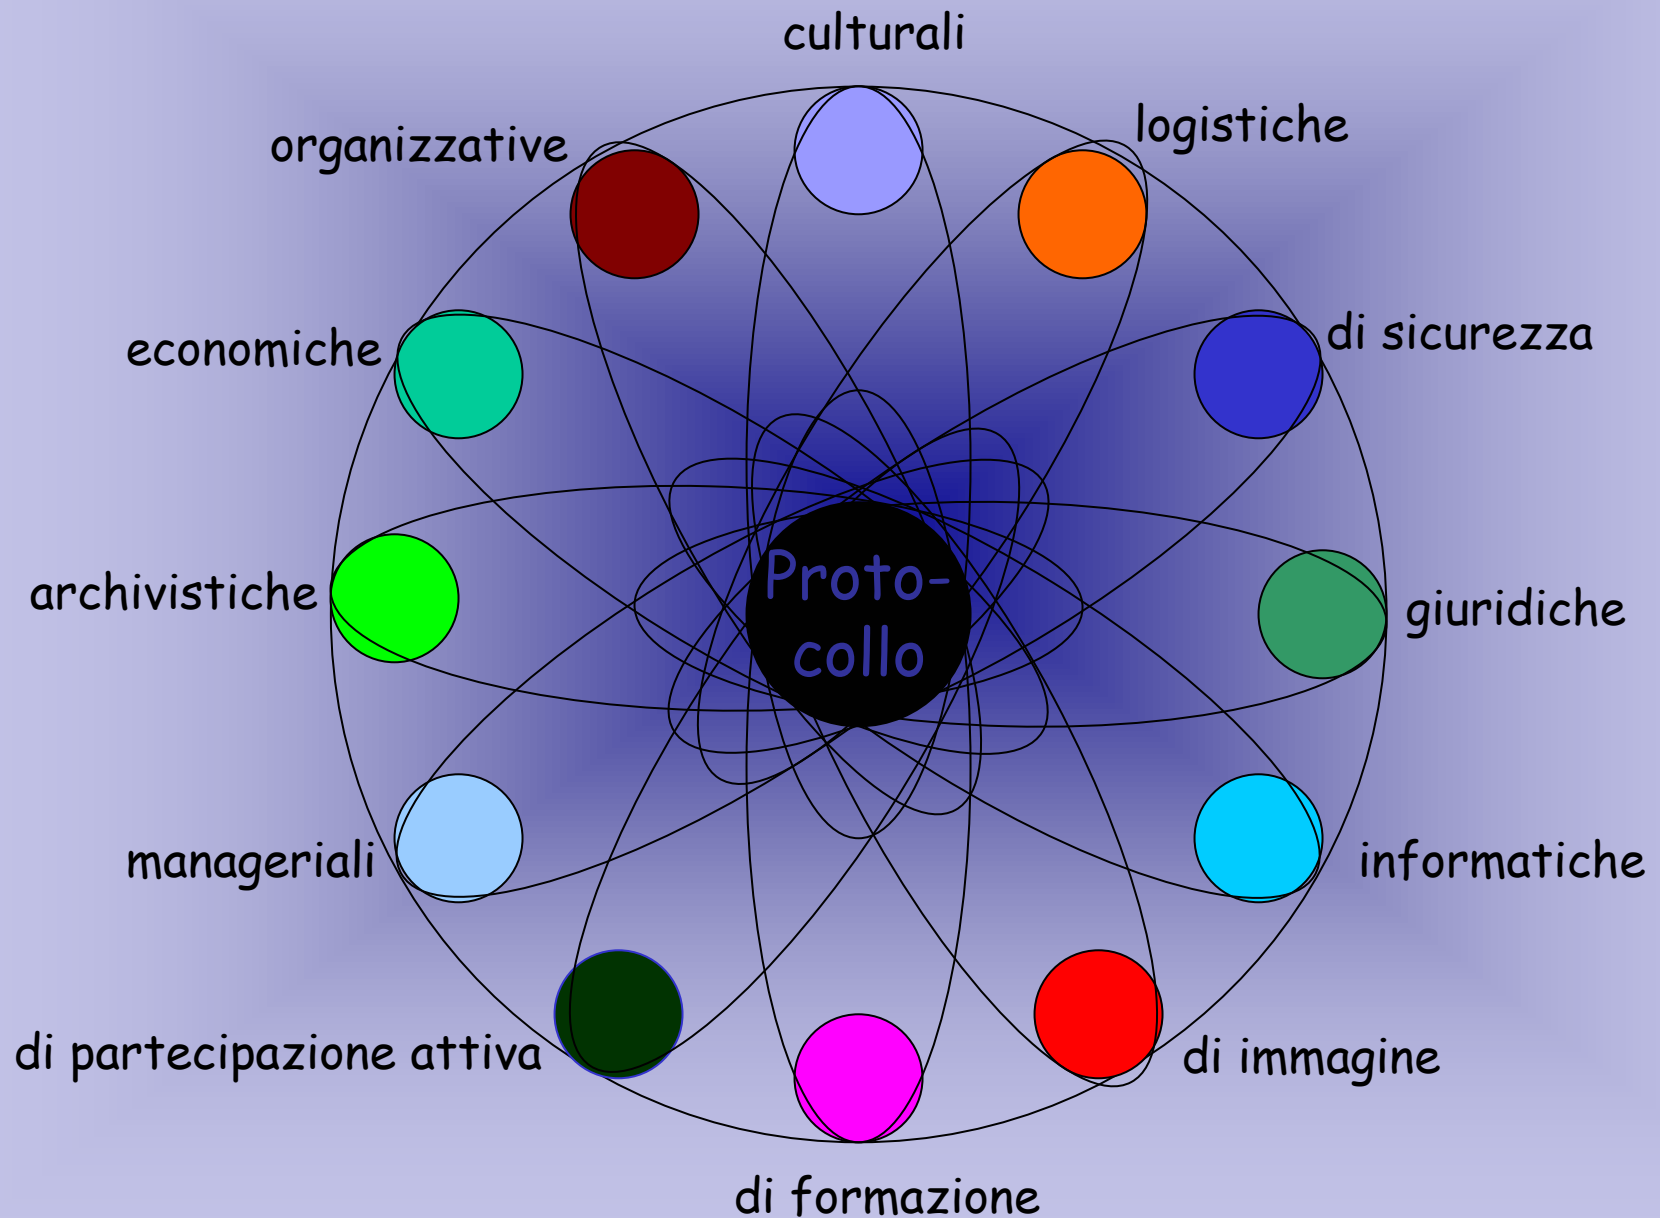 culturali
logistiche
organizzative
di sicurezza
economiche
Proto-
collo
archivistiche
giuridiche
manageriali
informatiche
di partecipazione attiva
di immagine
di formazione